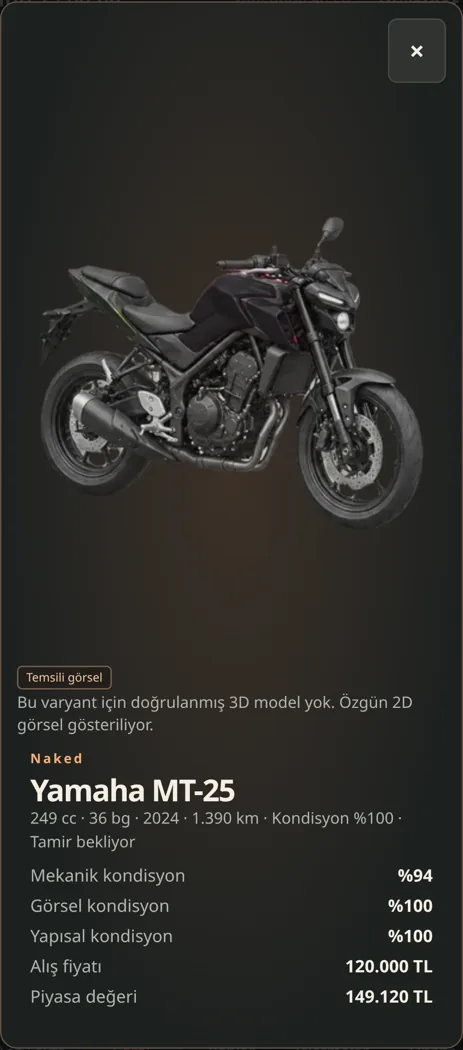 ×
Temsili görsel
Bu varyant için doğrulanmış 3D model yok. Özgün 2D
görsel gösteriliyor.
Naked
Yamaha MT-25
249 cc · 36 bg · 2024 · 1.390 km · Kondisyon %100 ·
Tamir bekliyor
Mekanik kondisyon %94
Görsel kondisyon %100
Yapısal kondisyon %100
Alış fiyatı 120.000 TL
Piyasa değeri 149.120 TL